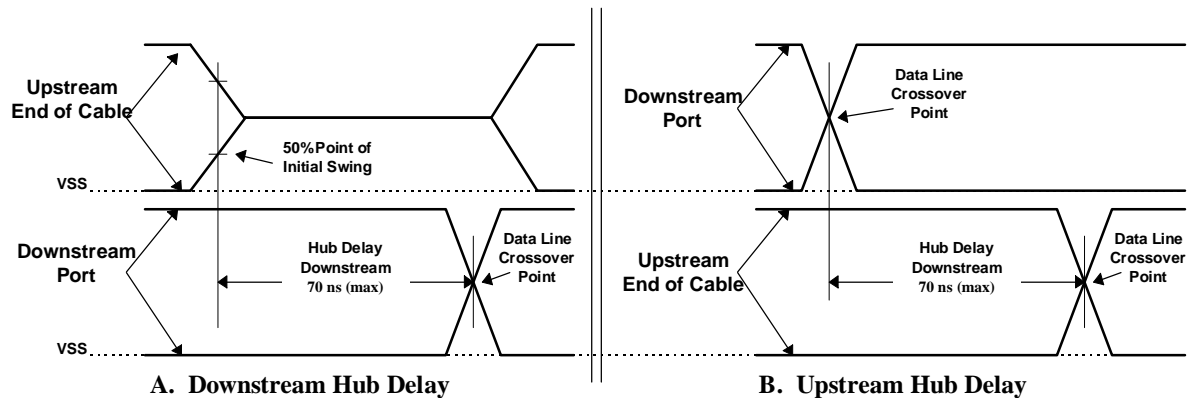 Upstream
End of Cable
50%Point of
Initial Swing
VSS
Downstream
Port
Hub Delay
Downstream
70 ns (max)
Data Line
Crossover
Point
VSS
A. Downstream Hub Delay
Downstream
Port
Data Line
Crossover
Point
Upstream
End of Cable
Hub Delay
Downstream
70 ns (max)
Data Line
Crossover
Point
B. Upstream Hub Delay